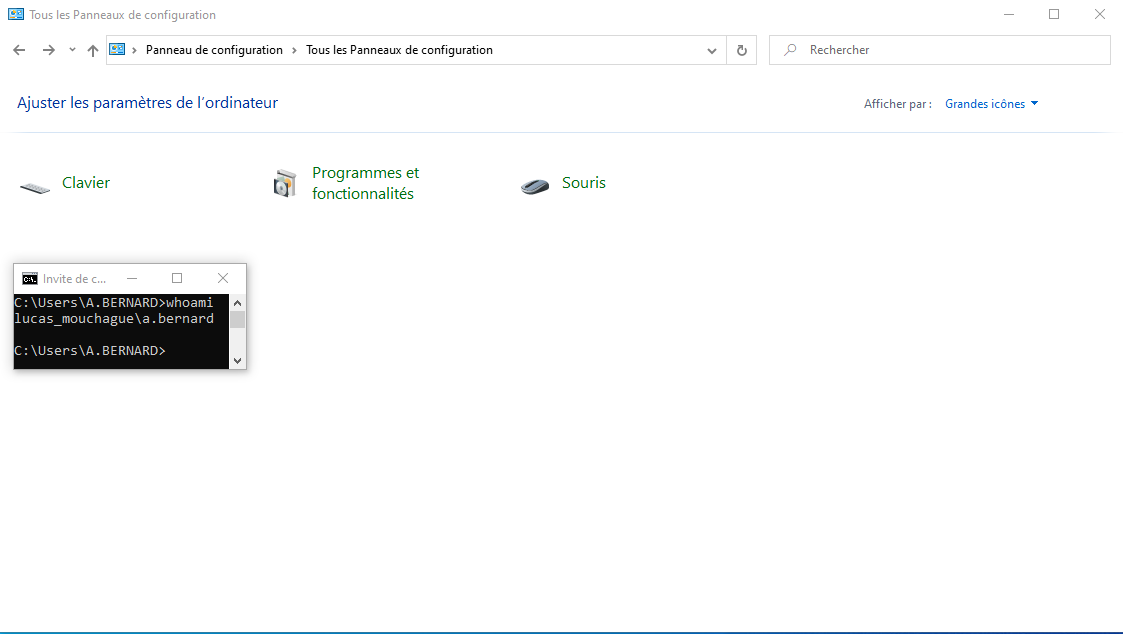 Tous les Panneaux de configuration
Panneau de configuration › Tous les Panneaux de configuration
Rechercher
Ajuster les paramètres de l’ordinateur
Afficher par :
Grandes icônes
Clavier
Programmes et
fonctionnalités
Souris
Invite de c...
C:\Users\A.BERNARD>whoami
lucas_mouchague\a.bernard
C:\Users\A.BERNARD>